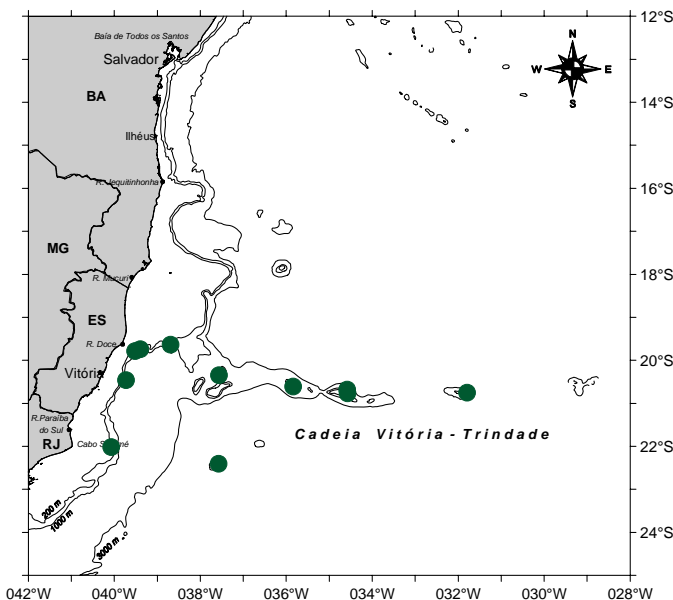 12°S
14°S
16°S
18°S
20°S
22°S
24°S
042°W
040°W
038°W
036°W
034°W
032°W
030°W
028°W
N
W
E
S
Baía de Todos os Santos
Salvador
BA
Ilhéus
R. Jequitinhonha
MG
R. Mucuri
ES
R. Doce
Vitória
R.Paraíba
do Sul
RJ
Cabo
Cadeia Vitória - Trindade
200 m
1000 m
3000 m